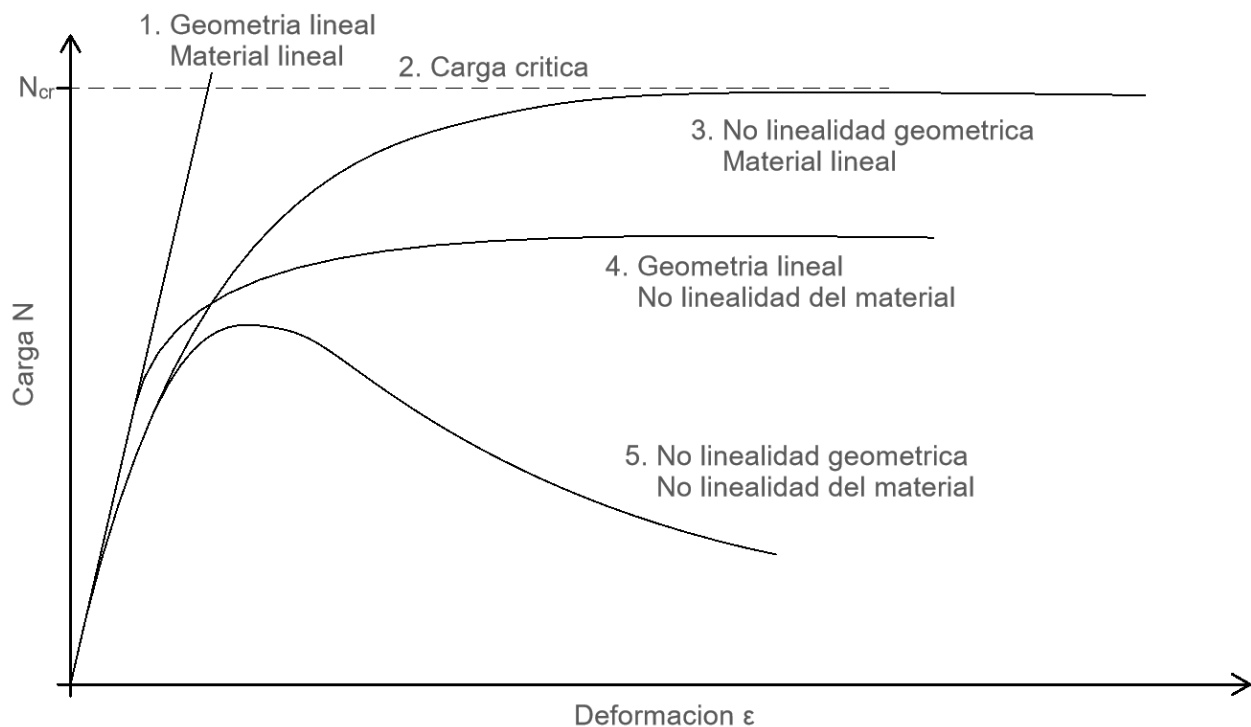 1. Geometria lineal
Material lineal
Ncr
2. Carga critica
3. No linealidad geometrica
Material lineal
4. Geometria lineal
No linealidad del material
Carga N
5. No linealidad geometrica
No linealidad del material
Deformacion ε